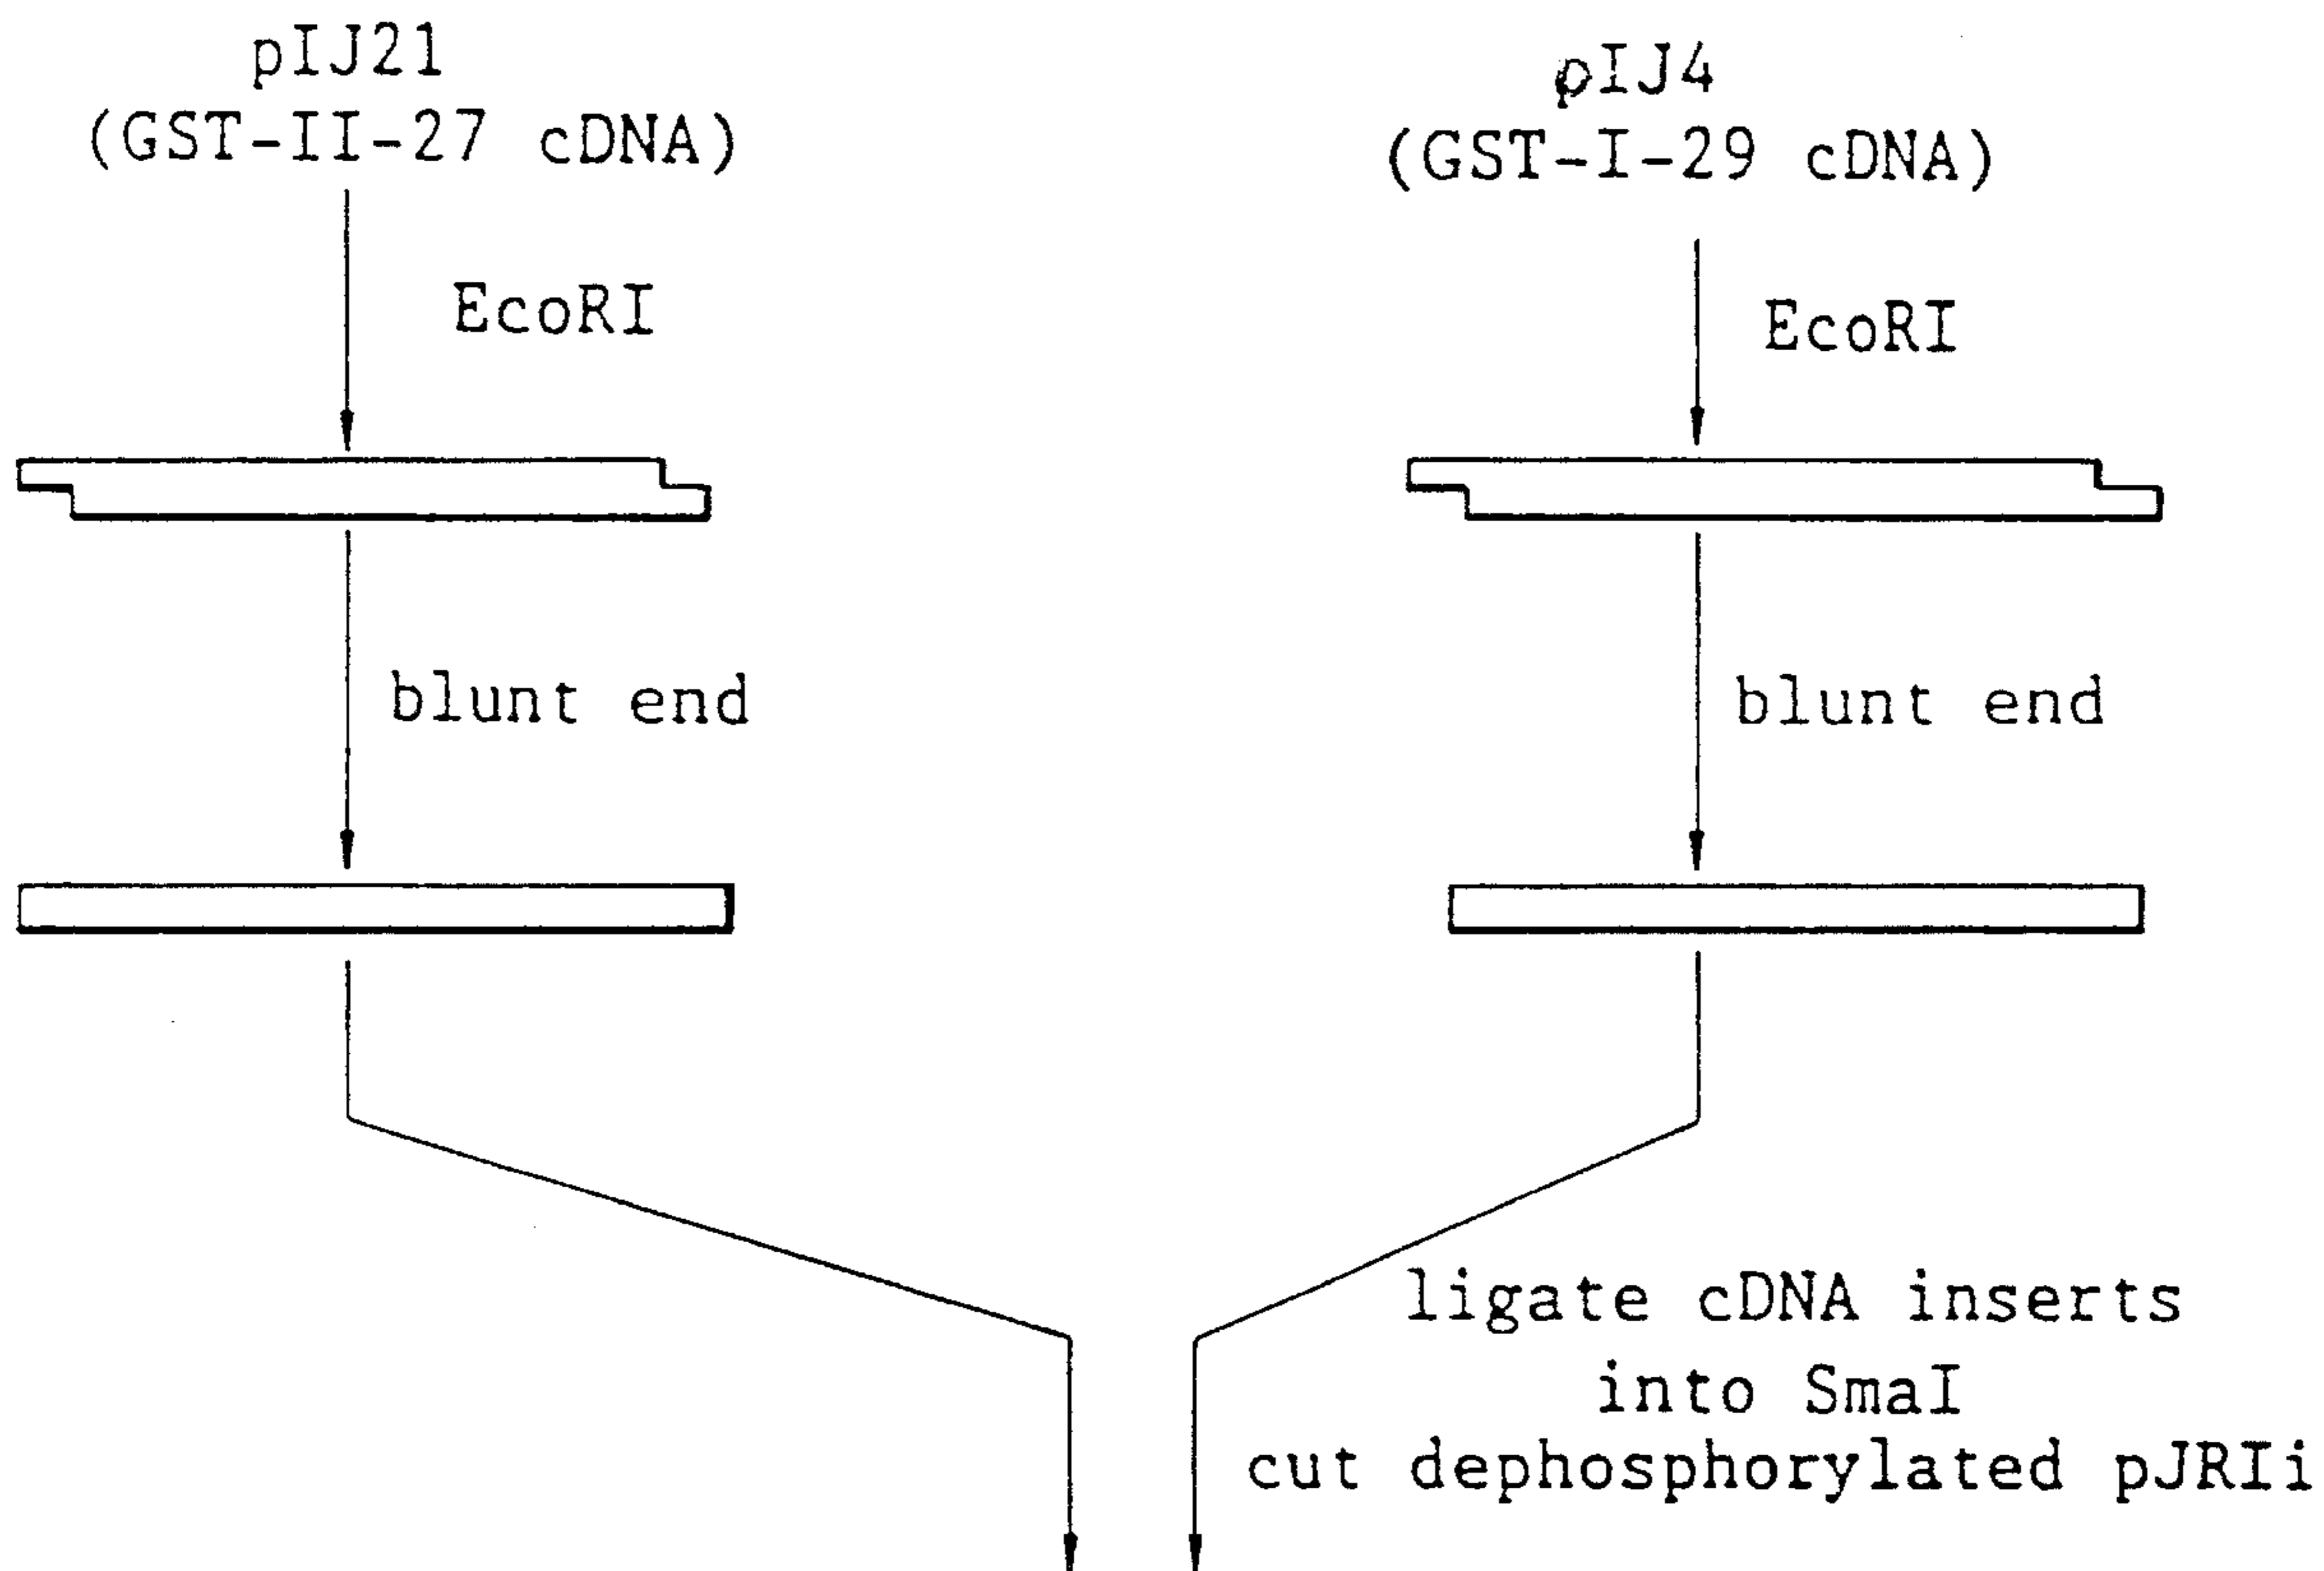 pIJ21
(GST-II-27 cDNA)
pIJ4
(GST-I-29 cDNA)
EcoRI
EcoRI
blunt end
blunt end
ligate cDNA inserts
into SmaI
cut dephosphorylated pJRIi